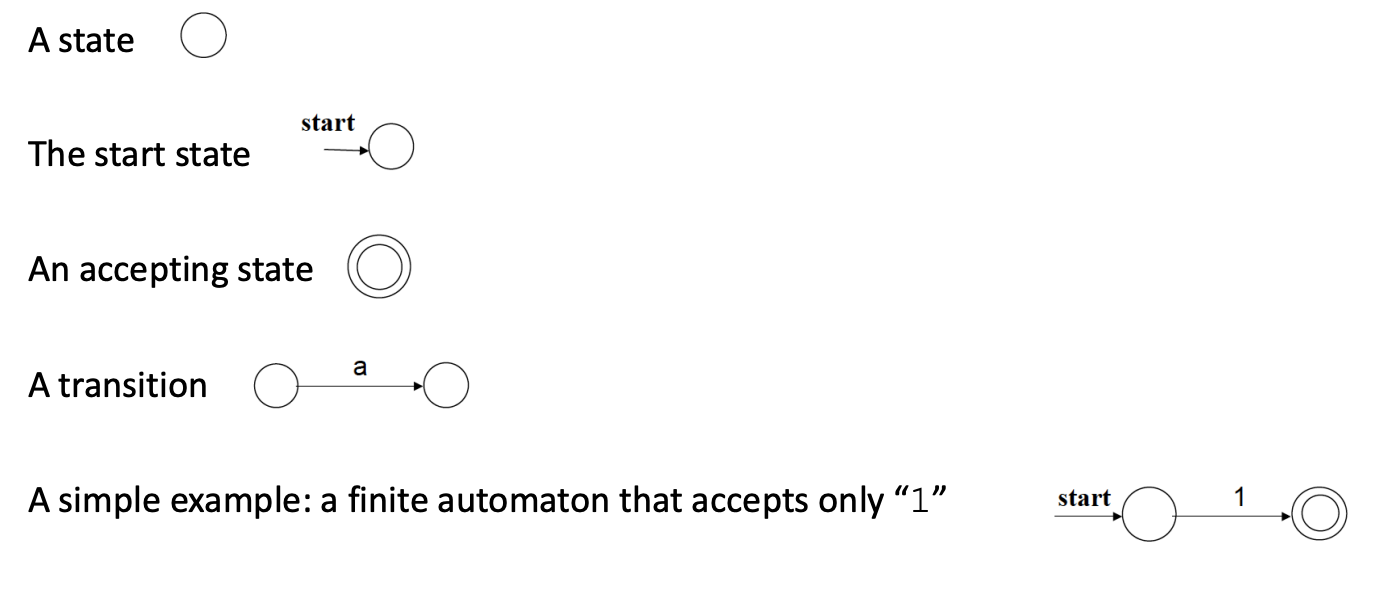 A state
start
The start state
An accepting state
a
A transition
A simple example: a finite automaton that accepts only “1”
start
1